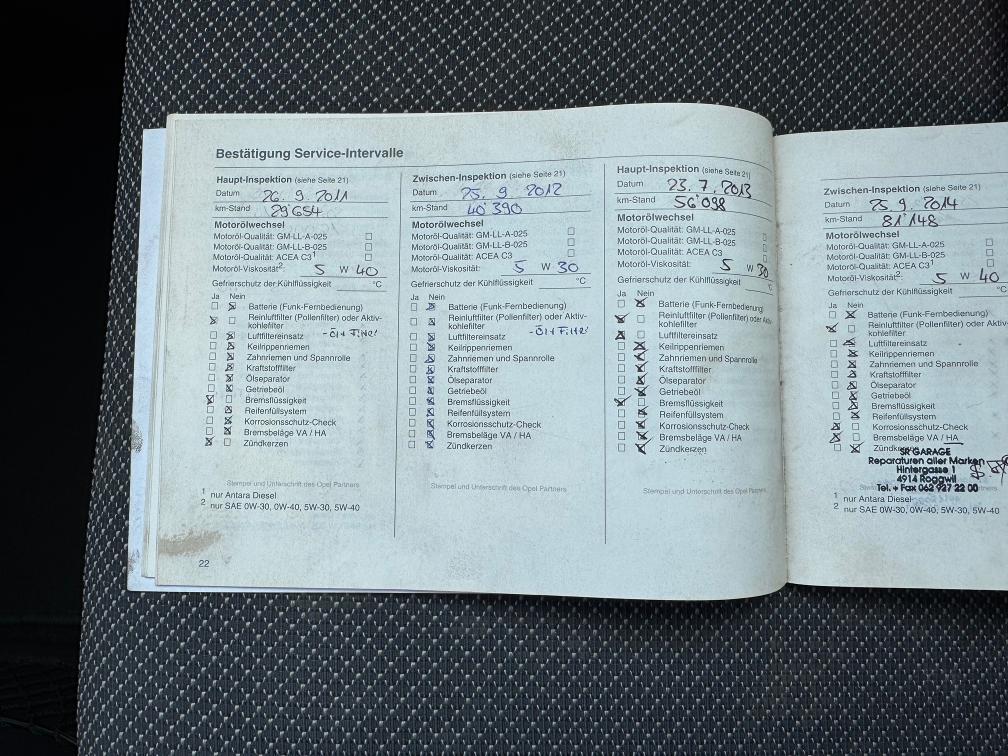 Bestätigung Service-Intervalle
Haupt-Inspektion (siehe Seite 21)
Datum 26. 9. 2011
km-Stand 29'654
Motorölwechsel
Motoröl-Qualität: GM-LL-A-025
Motoröl-Qualität: GM-LL-B-025
Motoröl-Qualität: ACEA C3¹
Motoröl-Viskosität²: 5 W 40
Gefrierschutz der Kühlflüssigkeit °C
Ja Nein
Batterie (Funk-Fernbedienung)
Reinluftfilter (Pollenfilter) oder Aktiv-
kohlefilter
Luftfiltereinsatz
Keilrippenriemen
Zahnriemen und Spannrolle
Kraftstofffilter
Ölseparator
Getriebeöl
Bremsflüssigkeit
Reifenfüllsystem
Korrosionsschutz-Check
Bremsbeläge VA / HA
Zündkerzen
Stempel und Unterschrift des Opel Partners
1 nur Antara Diesel
2 nur SAE 0W-30, 0W-40, 5W-30, 5W-40
22
Zwischen-Inspektion (siehe Seite 21)
Datum 25. 9. 2012
km-Stand 40'390
Motorölwechsel
Motoröl-Qualität: GM-LL-A-025
Motoröl-Qualität: GM-LL-B-025
Motoröl-Qualität: ACEA C3
Motoröl-Viskosität: 5 W 30
Gefrierschutz der Kühlflüssigkeit °C
Ja Nein
Batterie (Funk-Fernbedienung)
Reinluftfilter (Pollenfilter) oder Aktiv-
kohlefilter
Luftfiltereinsatz
Keilrippenriemen
Zahnriemen und Spannrolle
Kraftstofffilter
Ölseparator
Getriebeöl
Bremsflüssigkeit
Reifenfüllsystem
Korrosionsschutz-Check
Bremsbeläge VA / HA
Zündkerzen
Stempel und Unterschrift des Opel Partners
Haupt-Inspektion (siehe Seite 21)
Datum 23. 7. 2013
km-Stand 56'098
Motorölwechsel
Motoröl-Qualität: GM-LL-A-025
Motoröl-Qualität: GM-LL-B-025
Motoröl-Qualität: ACEA C3
Motoröl-Viskosität: 5 W 30
Gefrierschutz der Kühlflüssigkeit °C
Ja Nein
Batterie (Funk-Fernbedienung)
Reinluftfilter (Pollenfilter) oder Aktiv-
kohlefilter
Luftfiltereinsatz
Keilrippenriemen
Zahnriemen und Spannrolle
Kraftstofffilter
Ölseparator
Getriebeöl
Bremsflüssigkeit
Reifenfüllsystem
Korrosionsschutz-Check
Bremsbeläge VA / HA
Zündkerzen
Stempel und Unterschrift des Opel Partners
Zwischen-Inspektion (siehe Seite 21)
Datum 25 9. 2014
km-Stand 81'148
Motorölwechsel
Motoröl-Qualität: GM-LL-A-025
Motoröl-Qualität: GM-LL-B-025
Motoröl-Qualität: ACEA C3¹
Motoröl-Viskosität²: 5 W 40
Gefrierschutz der Kühlflüssigkeit °C
Ja Nein
Batterie (Funk-Fernbedienung)
Reinluftfilter (Pollenfilter) oder Aktiv-
kohlefilter
Luftfiltereinsatz
Keilrippenriemen
Zahnriemen und Spannrolle
Kraftstofffilter
Ölseparator
Getriebeöl
Bremsflüssigkeit
Reifenfüllsystem
Korrosionsschutz-Check
Bremsbeläge VA / HA
SR GARAGE
Reparaturen aller Marken
Hintergasse 1
4914 Roggwil
Tel. + Fax 062 927 22 00
1 nur Antara Diesel
2 nur SAE 0W-30, 0W-40, 5W-30, 5W-40